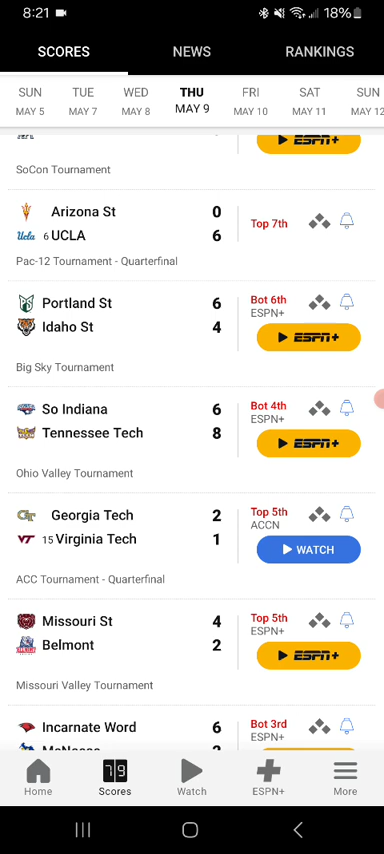 8:21 18%
SCORES NEWS RANKINGS
SUN TUE WED THU FRI SAT SUN
MAY 5 MAY 7 MAY 8 MAY 9 MAY 10 MAY 11 MAY 12
ESPN+
SoCon Tournament
Arizona St 0 Top 7th
Ucla 6 UCLA 6
Pac-12 Tournament - Quarterfinal
Portland St 6 Bot 6th
ESPN+
Idaho St 4 ESPN+
Big Sky Tournament
So Indiana 6 Bot 4th
ESPN+
Tennessee Tech 8 ESPN+
Ohio Valley Tournament
GT Georgia Tech 2 Top 5th
ACCN
VT 15 Virginia Tech 1 WATCH
ACC Tournament - Quarterfinal
Missouri St 4 Top 5th
ESPN+
Belmont 2 ESPN+
Missouri Valley Tournament
Incarnate Word 6 Bot 3rd
ESPN+
79
Home Scores Watch ESPN+ More